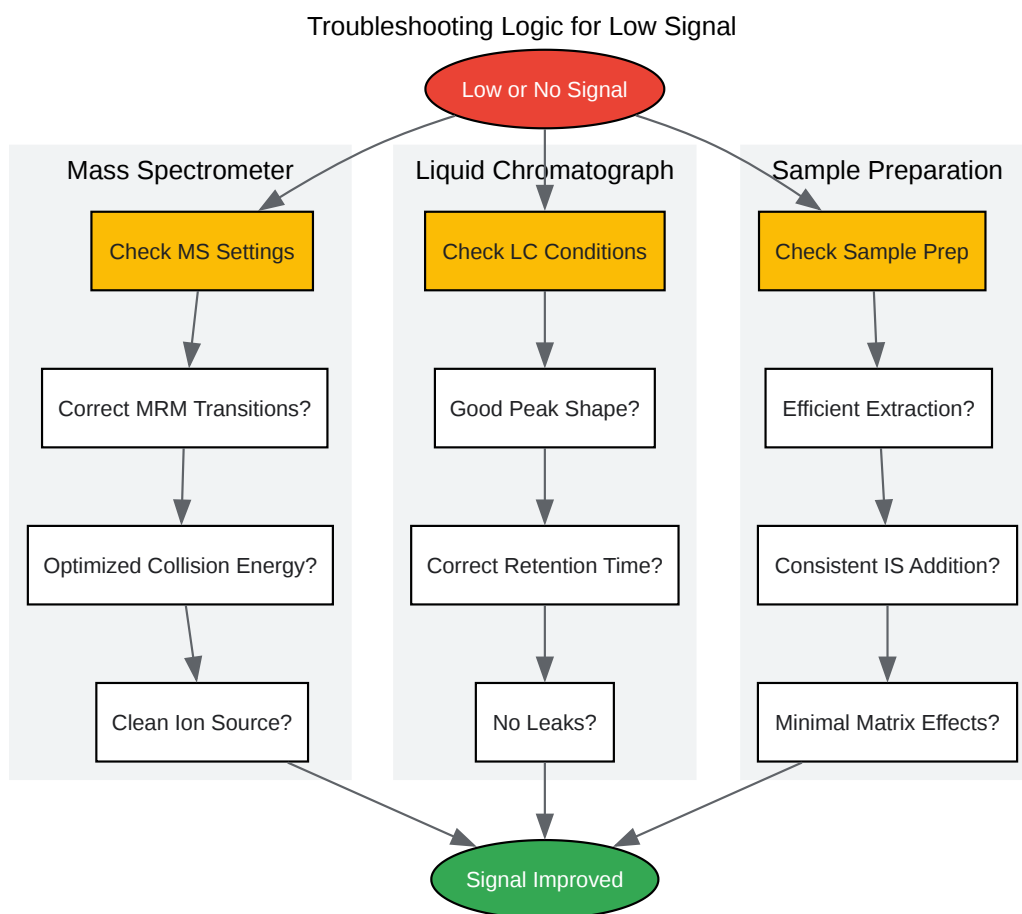 Troubleshooting Logic for Low Signal
Low or No Signal
Mass Spectrometer
Check MS Settings
Correct MRM Transitions?
Optimized Collision Energy?
Clean Ion Source?
Liquid Chromatograph
Check LC Conditions
Good Peak Shape?
Correct Retention Time?
No Leaks?
Sample Preparation
Check Sample Prep
Efficient Extraction?
Consistent IS Addition?
Minimal Matrix Effects?
Signal Improved